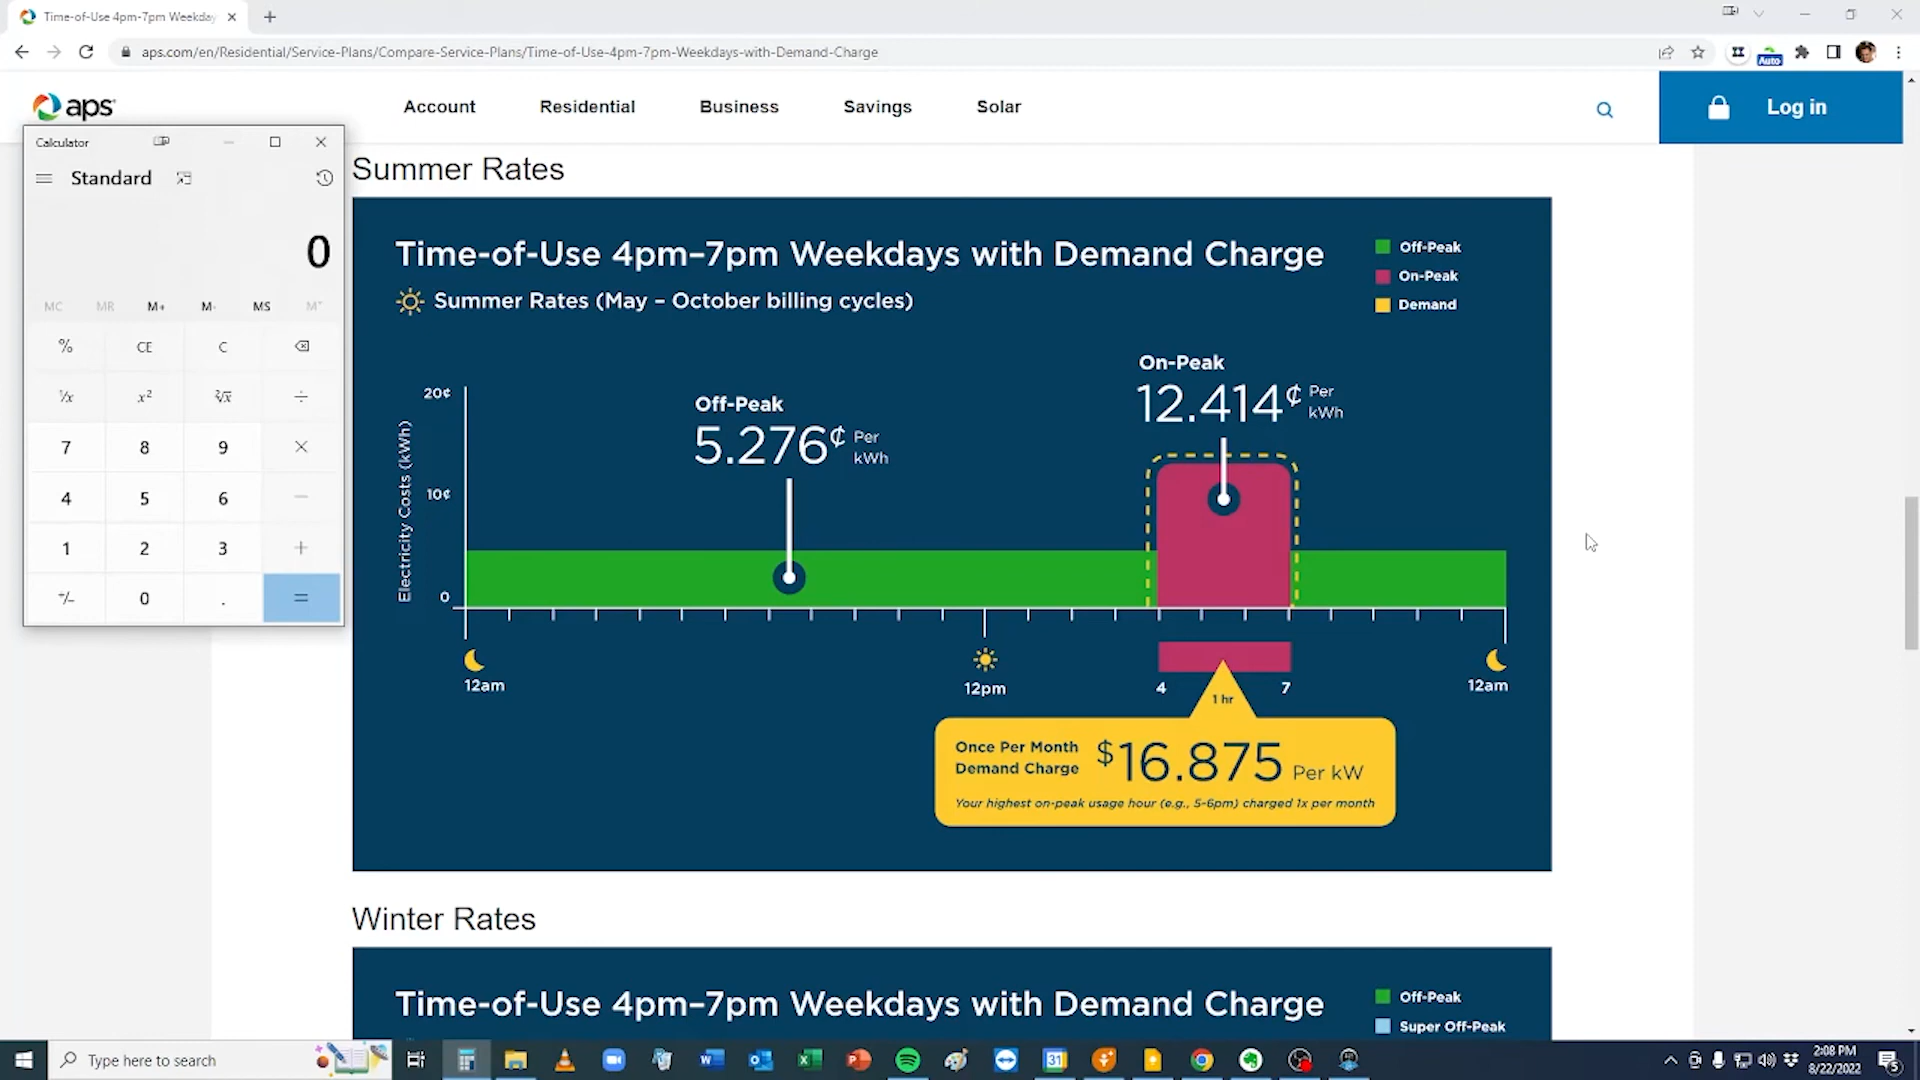 Time-of-Use 4pm-7pm Weekday
aps.com/en/Residential/Service-Plans/Compare-Service-Plans/Time-of-Use-4pm-7pm-Weekdays-with-Demand-Charge
Auto
aps
Account
Residential
Business
Savings
Solar
Log in
Calculator
Standard
0
MC MR M+ M- MS M˅
% CE C
¹/x x² ²√x ÷
7 8 9 ×
4 5 6 −
1 2 3 +
+/- 0 . =
Summer Rates
Time-of-Use 4pm–7pm Weekdays with Demand Charge
Summer Rates (May – October billing cycles)
Off-Peak
On-Peak
Demand
Electricity Costs (kWh)
20¢
10¢
0
Off-Peak
5.276¢ Per kWh
On-Peak
12.414¢ Per kWh
12am
12pm
4
7
12am
1 hr
Once Per Month
Demand Charge
$16.875 Per kW
Your highest on-peak usage hour (e.g., 5-6pm) charged 1x per month
Winter Rates
Time-of-Use 4pm–7pm Weekdays with Demand Charge
Off-Peak
Super Off-Peak
Type here to search
31
2:08 PM
8/22/2022
5